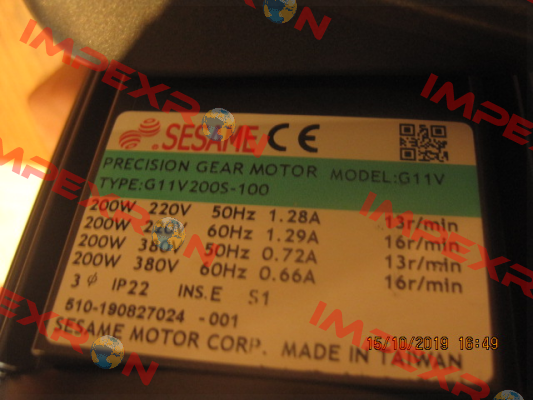 SESAME CE
PRECISION GEAR MOTOR MODEL:G11V
TYPE:G11V200S-100
200W 220V 50Hz 1.28A 13r/min
200W 220V 60Hz 1.29A 16r/min
200W 380V 50Hz 0.72A 13r/min
200W 380V 60Hz 0.66A 16r/min
3 ø IP22 INS.E S1
610-190827024 -001
SESAME MOTOR CORP. MADE IN TAIWAN
15/10/2019 16:49
IMPEXRON
IMPEXRON
IMPEXRON
IMPEXRON
IMPEXRON
IMPEXRON
IMPEXRON